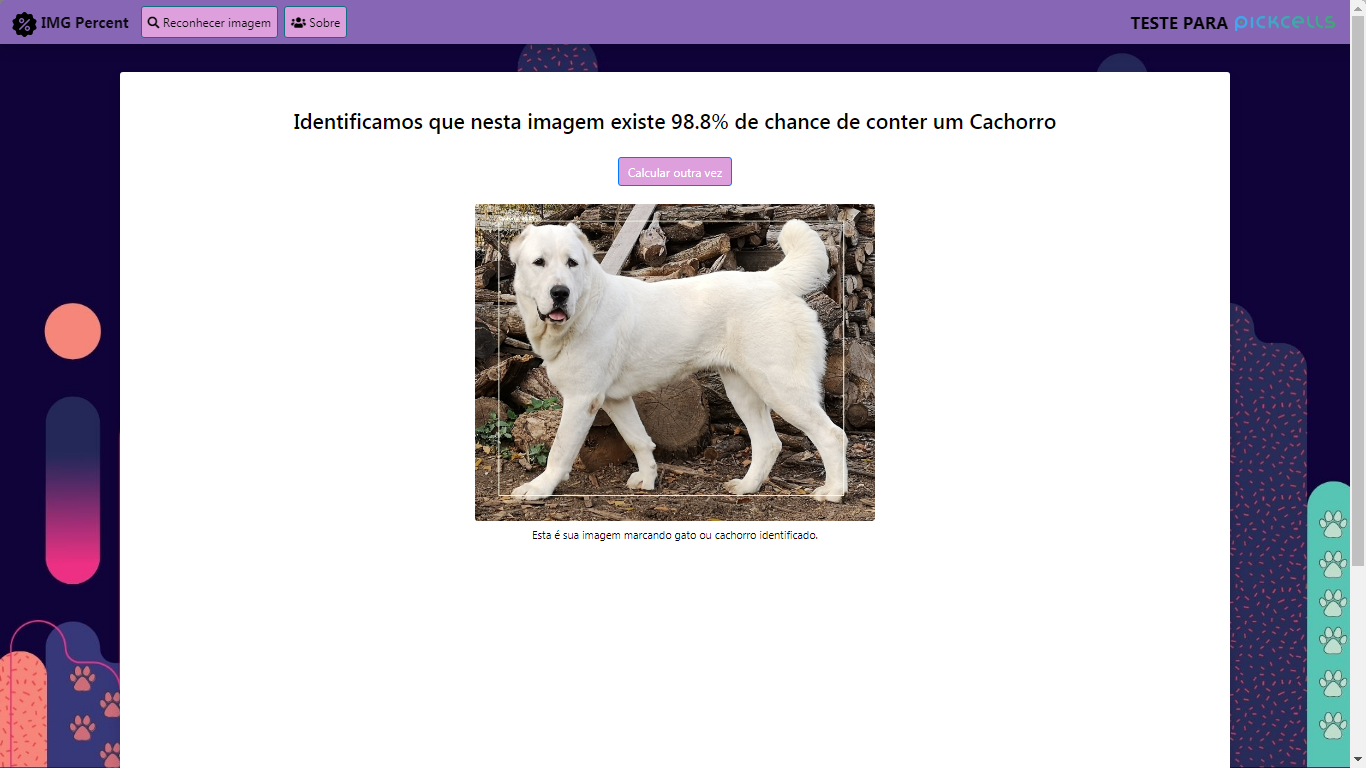 IMG Percent
Reconhecer imagem
Sobre
TESTE PARA PICKCELLS
Identificamos que nesta imagem existe 98.8% de chance de conter um Cachorro
Calcular outra vez
Esta é sua imagem marcando gato ou cachorro identificado.